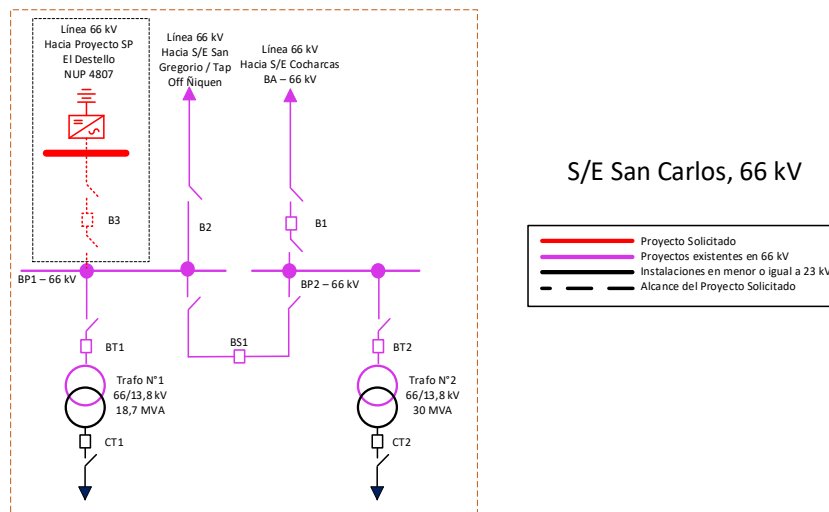 Línea 66 kV
Hacia Proyecto SP
El Destello
NUP 4807
Línea 66 kV
Hacia S/E San
Gregorio / Tap
Off Ñiquen
Línea 66 kV
Hacia S/E Cocharcas
BA – 66 kV
S/E San Carlos, 66 kV
B3
B2
B1
Proyecto Solicitado
Proyectos existentes en 66 kV
Instalaciones en menor o igual a 23 kV
Alcance del Proyecto Solicitado
BP1 – 66 kV
BP2 – 66 kV
BT1
BS1
BT2
Trafo N°1
66/13,8 kV
18,7 MVA
Trafo N°2
66/13,8 kV
30 MVA
CT1
CT2